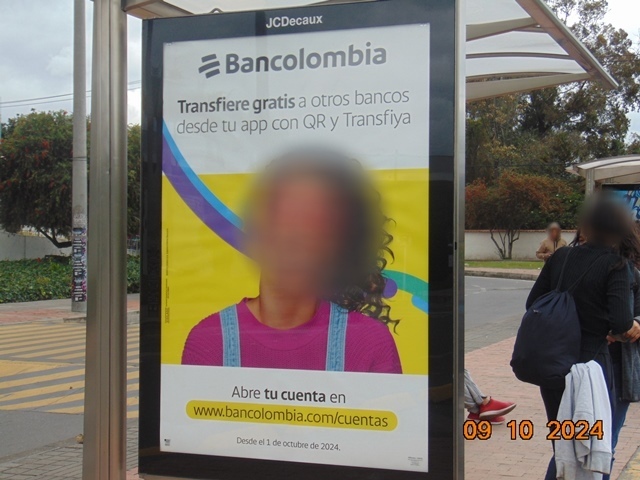 JCDecaux
Bancolombia
Transfiere gratis a otros bancos
desde tu app con QR y Transfiya
Abre tu cuenta en
www.bancolombia.com/cuentas
Desde el 1 de octubre de 2024.
09 10 2024